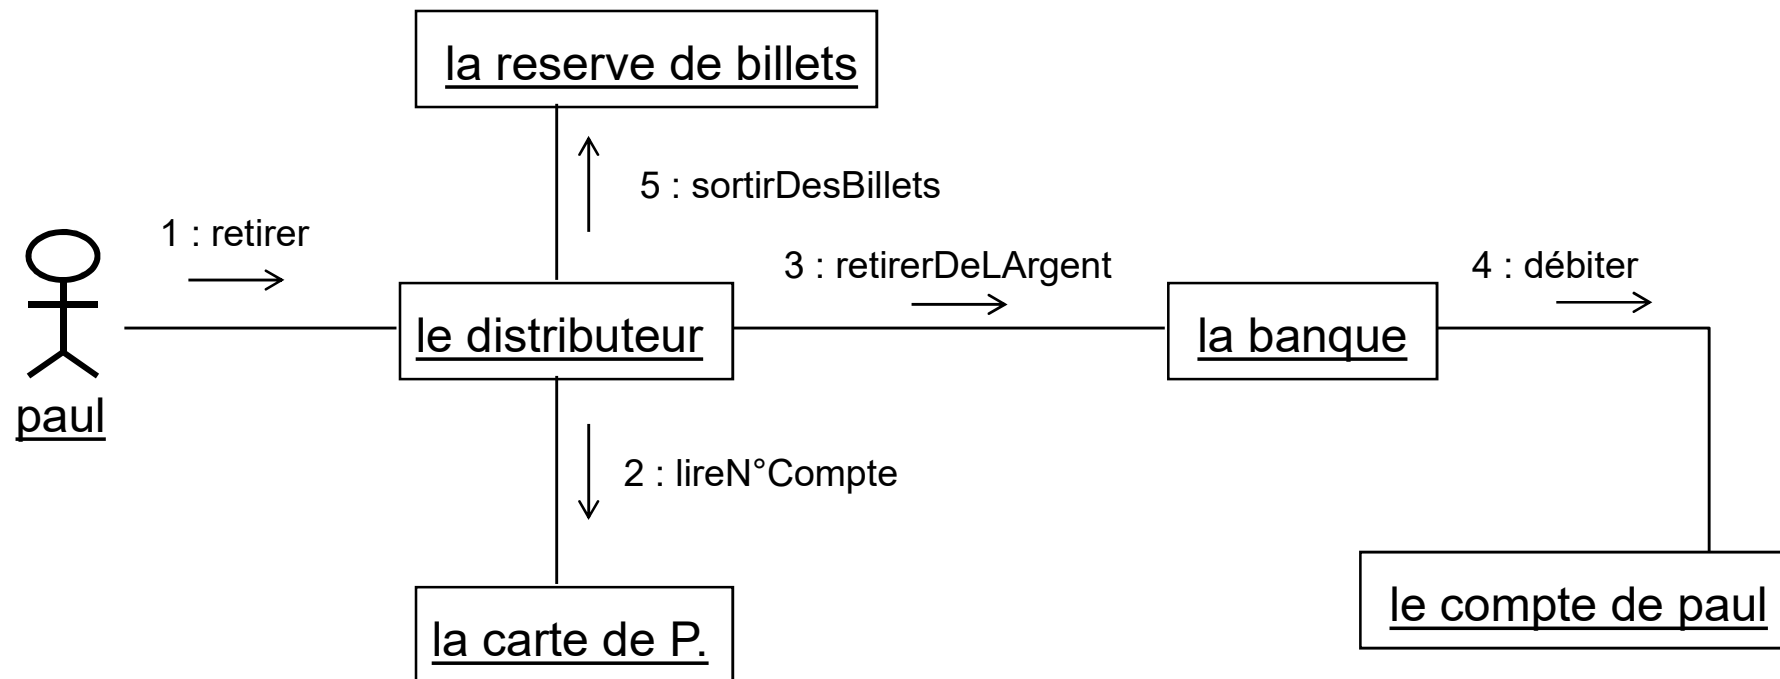 la reserve de billets
5 : sortirDesBillets
1 : retirer
3 : retirerDeLArgent
4 : débiter
le distributeur
la banque
paul
2 : lireN°Compte
le compte de paul
la carte de P.